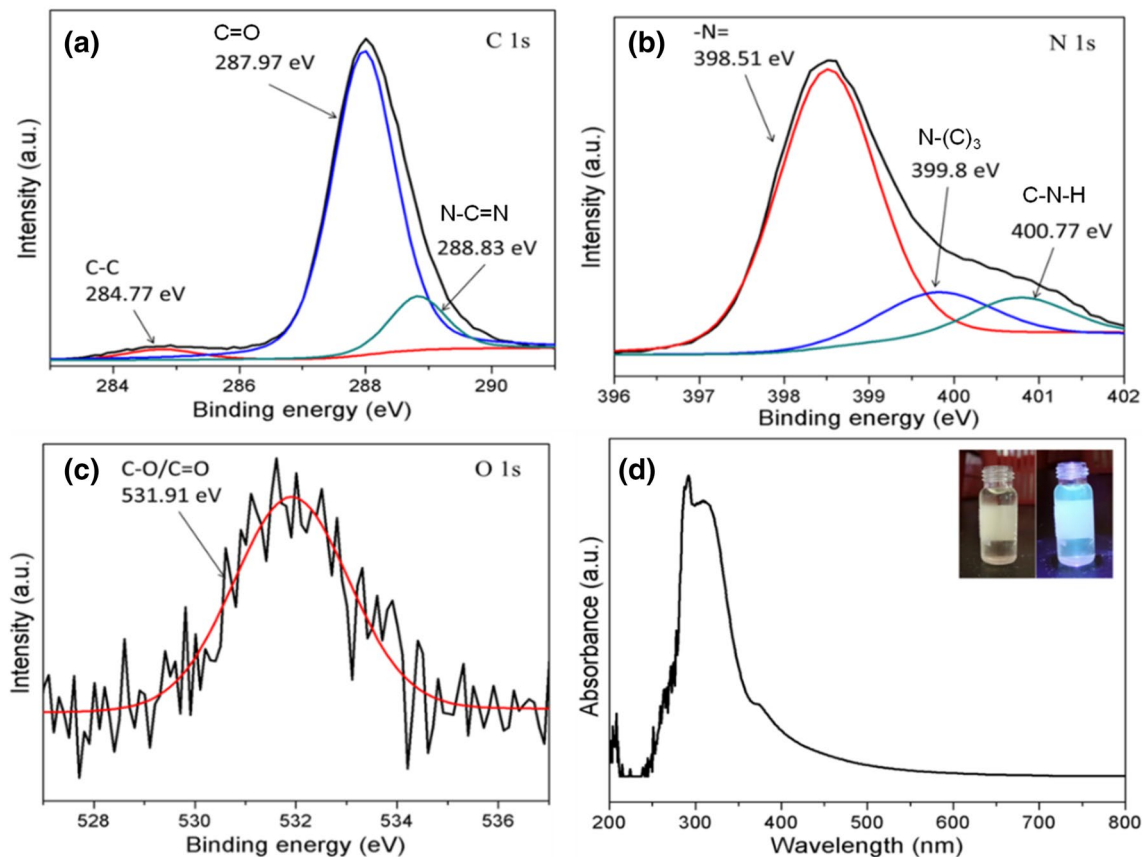 (a)
C 1s
C=O
287.97 eV
N-C=N
288.83 eV
C-C
284.77 eV
Intensity (a.u.)
284 286 288 290
Binding energy (eV)
(b)
N 1s
-N=
398.51 eV
N-(C)₃
399.8 eV
C-N-H
400.77 eV
Intensity (a.u.)
396 397 398 399 400 401 402
Binding energy (eV)
(c)
O 1s
C-O/C=O
531.91 eV
Intensity (a.u.)
528 530 532 534 536
Binding energy (eV)
(d)
Absorbance (a.u.)
200 300 400 500 600 700 800
Wavelength (nm)